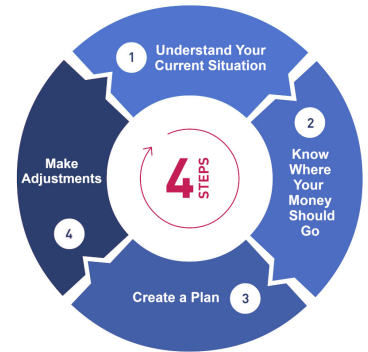 1
Understand Your
Current Situation
2
Know
Where
Your
Money
Should
Go
3
Create a Plan
4
Make
Adjustments
4
STEPS